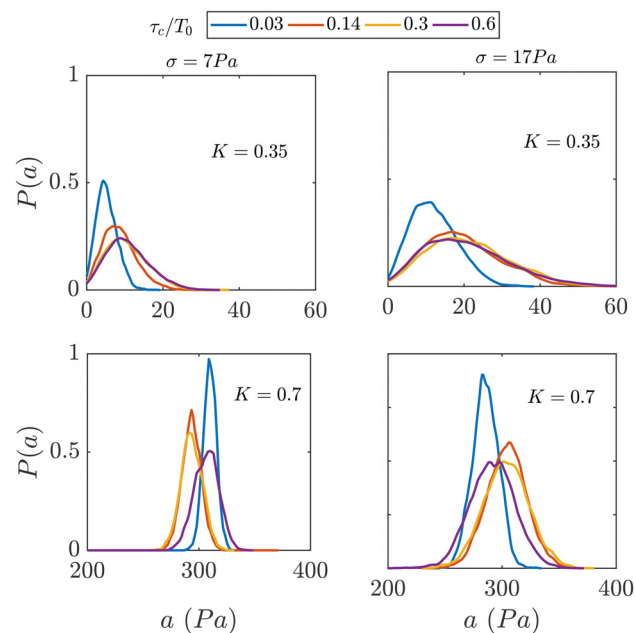 τ_c/T_0 0.03 0.14 0.3 0.6
σ = 7Pa σ = 17Pa
1
K = 0.35 K = 0.35
P(a) 0.5
0
0 20 40 60 0 20 40 60
1
K = 0.7 K = 0.7
P(a) 0.5
0
200 300 400 200 300 400
a (Pa) a (Pa)